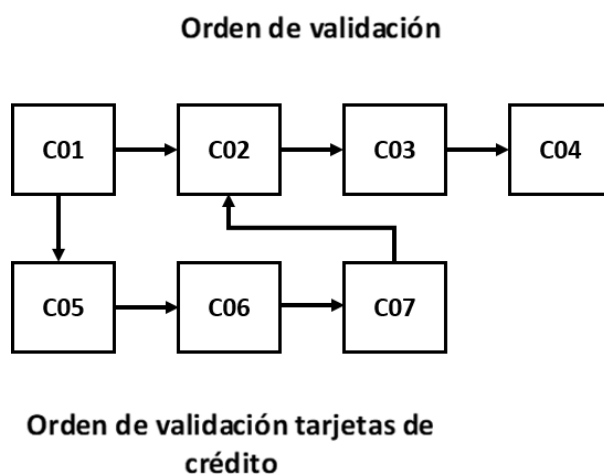 Orden de validación
C01 C02 C03 C04
C05 C06 C07
Orden de validación tarjetas de
crédito